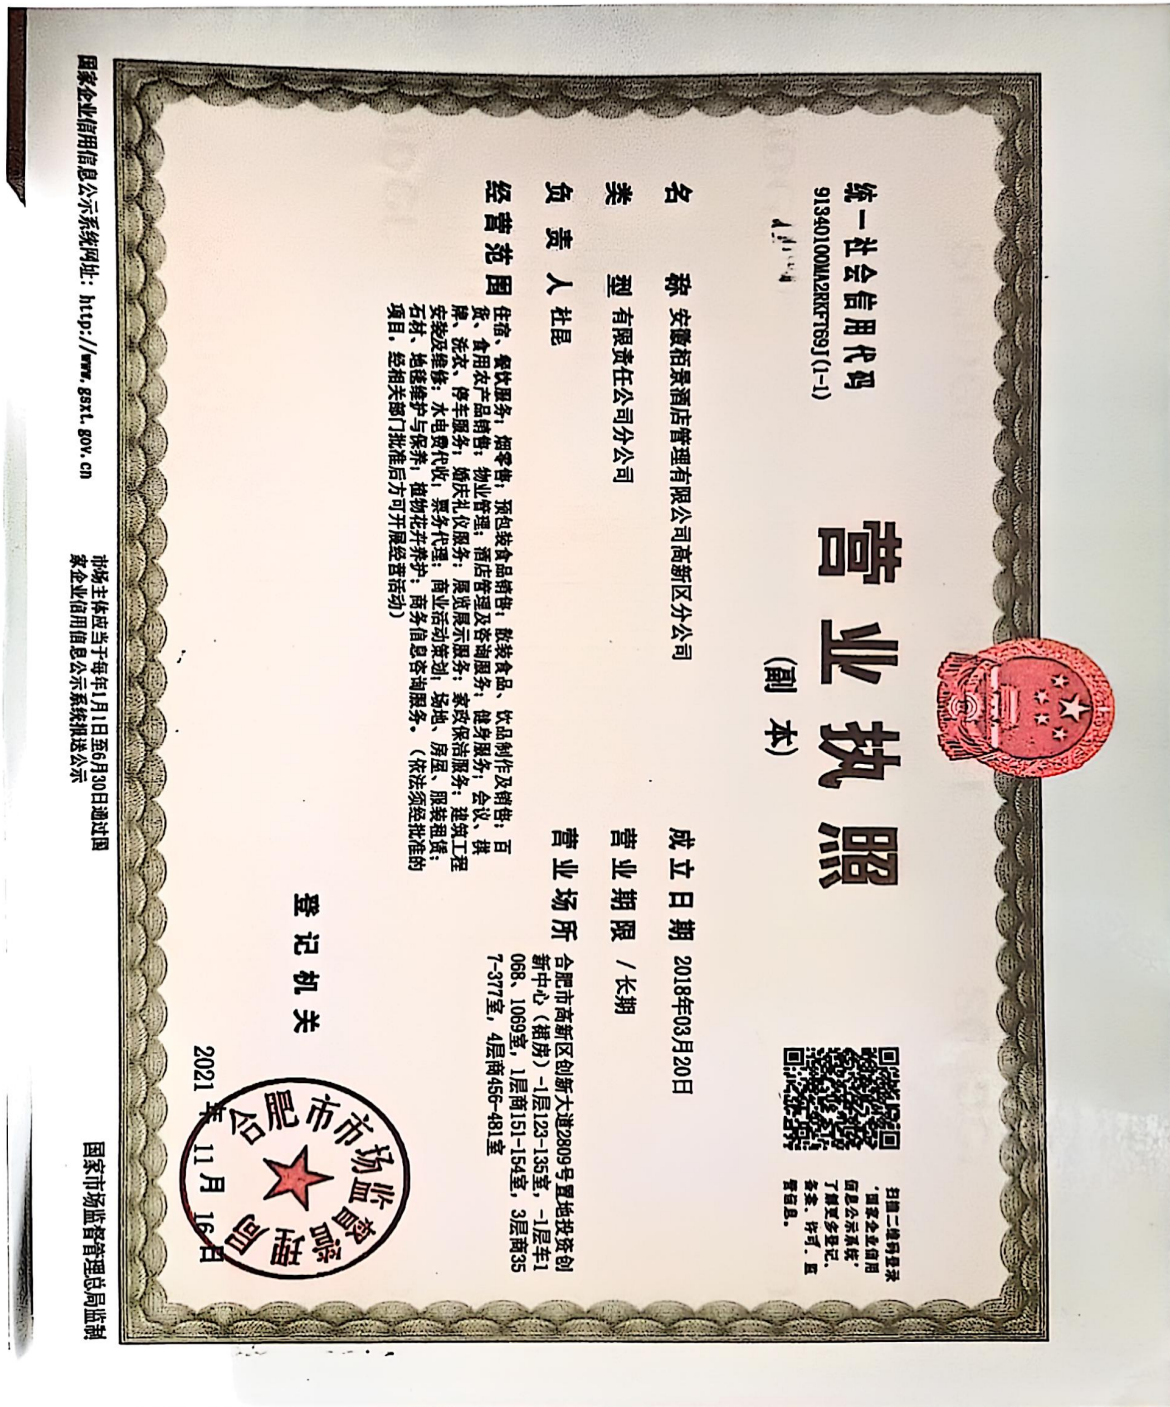 统一社会信用代码
91340100MA2RKFT69J(1-1)
营业执照
（副 本）
扫描二维码登录
‘国家企业信用
信息公示系统’
了解更多登记、
备案、许可、监
管信息。
名 称 安徽栢景酒店管理有限公司高新区分公司
类 型 有限责任公司分公司
负 责 人 杜昆
经 营 范 围 住宿、餐饮服务；烟零售；预包装食品销售；散装食品、饮品制作及销售；百
货、食用农产品销售；物业管理；酒店管理及咨询服务；健身服务；会议、棋
牌、洗衣、停车服务；婚庆礼仪服务；展览展示服务；家政保洁服务；建筑工程
安装及维修；水电费代收；票务代理；商业活动策划；场地、房屋、服装租赁；
石材、地毯维护与保养；植物花卉养护；商务信息咨询服务。（依法须经批准的
项目，经相关部门批准后方可开展经营活动）
成 立 日 期 2018年03月20日
营 业 期 限 /长期
营 业 场 所 合肥市高新区创新大道2809号置地投资创
新中心（裙房）-1层123-135室，-1层车1
068、1069室，1层商151-154室，3层商35
7-377室，4层商456-481室
登 记 机 关
合肥市市场监督管理局
2021 年 11 月 16 日
国家企业信用信息公示系统网址：http://www.gsxt.gov.cn
市场主体应当于每年1月1日至6月30日通过国
家企业信用信息公示系统报送公示
国家市场监督管理总局监制